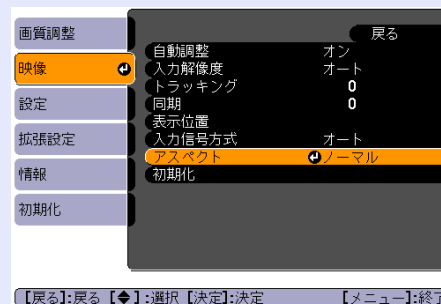 画質調整
映像
設定
拡張設定
情報
初期化
戻る
自動調整 オン
入力解像度 オート
トラッキング 0
同期 0
表示位置
入力信号方式 オート
アスペクト ノーマル
初期化
【戻る】:戻る 【◆】:選択 【決定】:決定 【メニュー】:終了